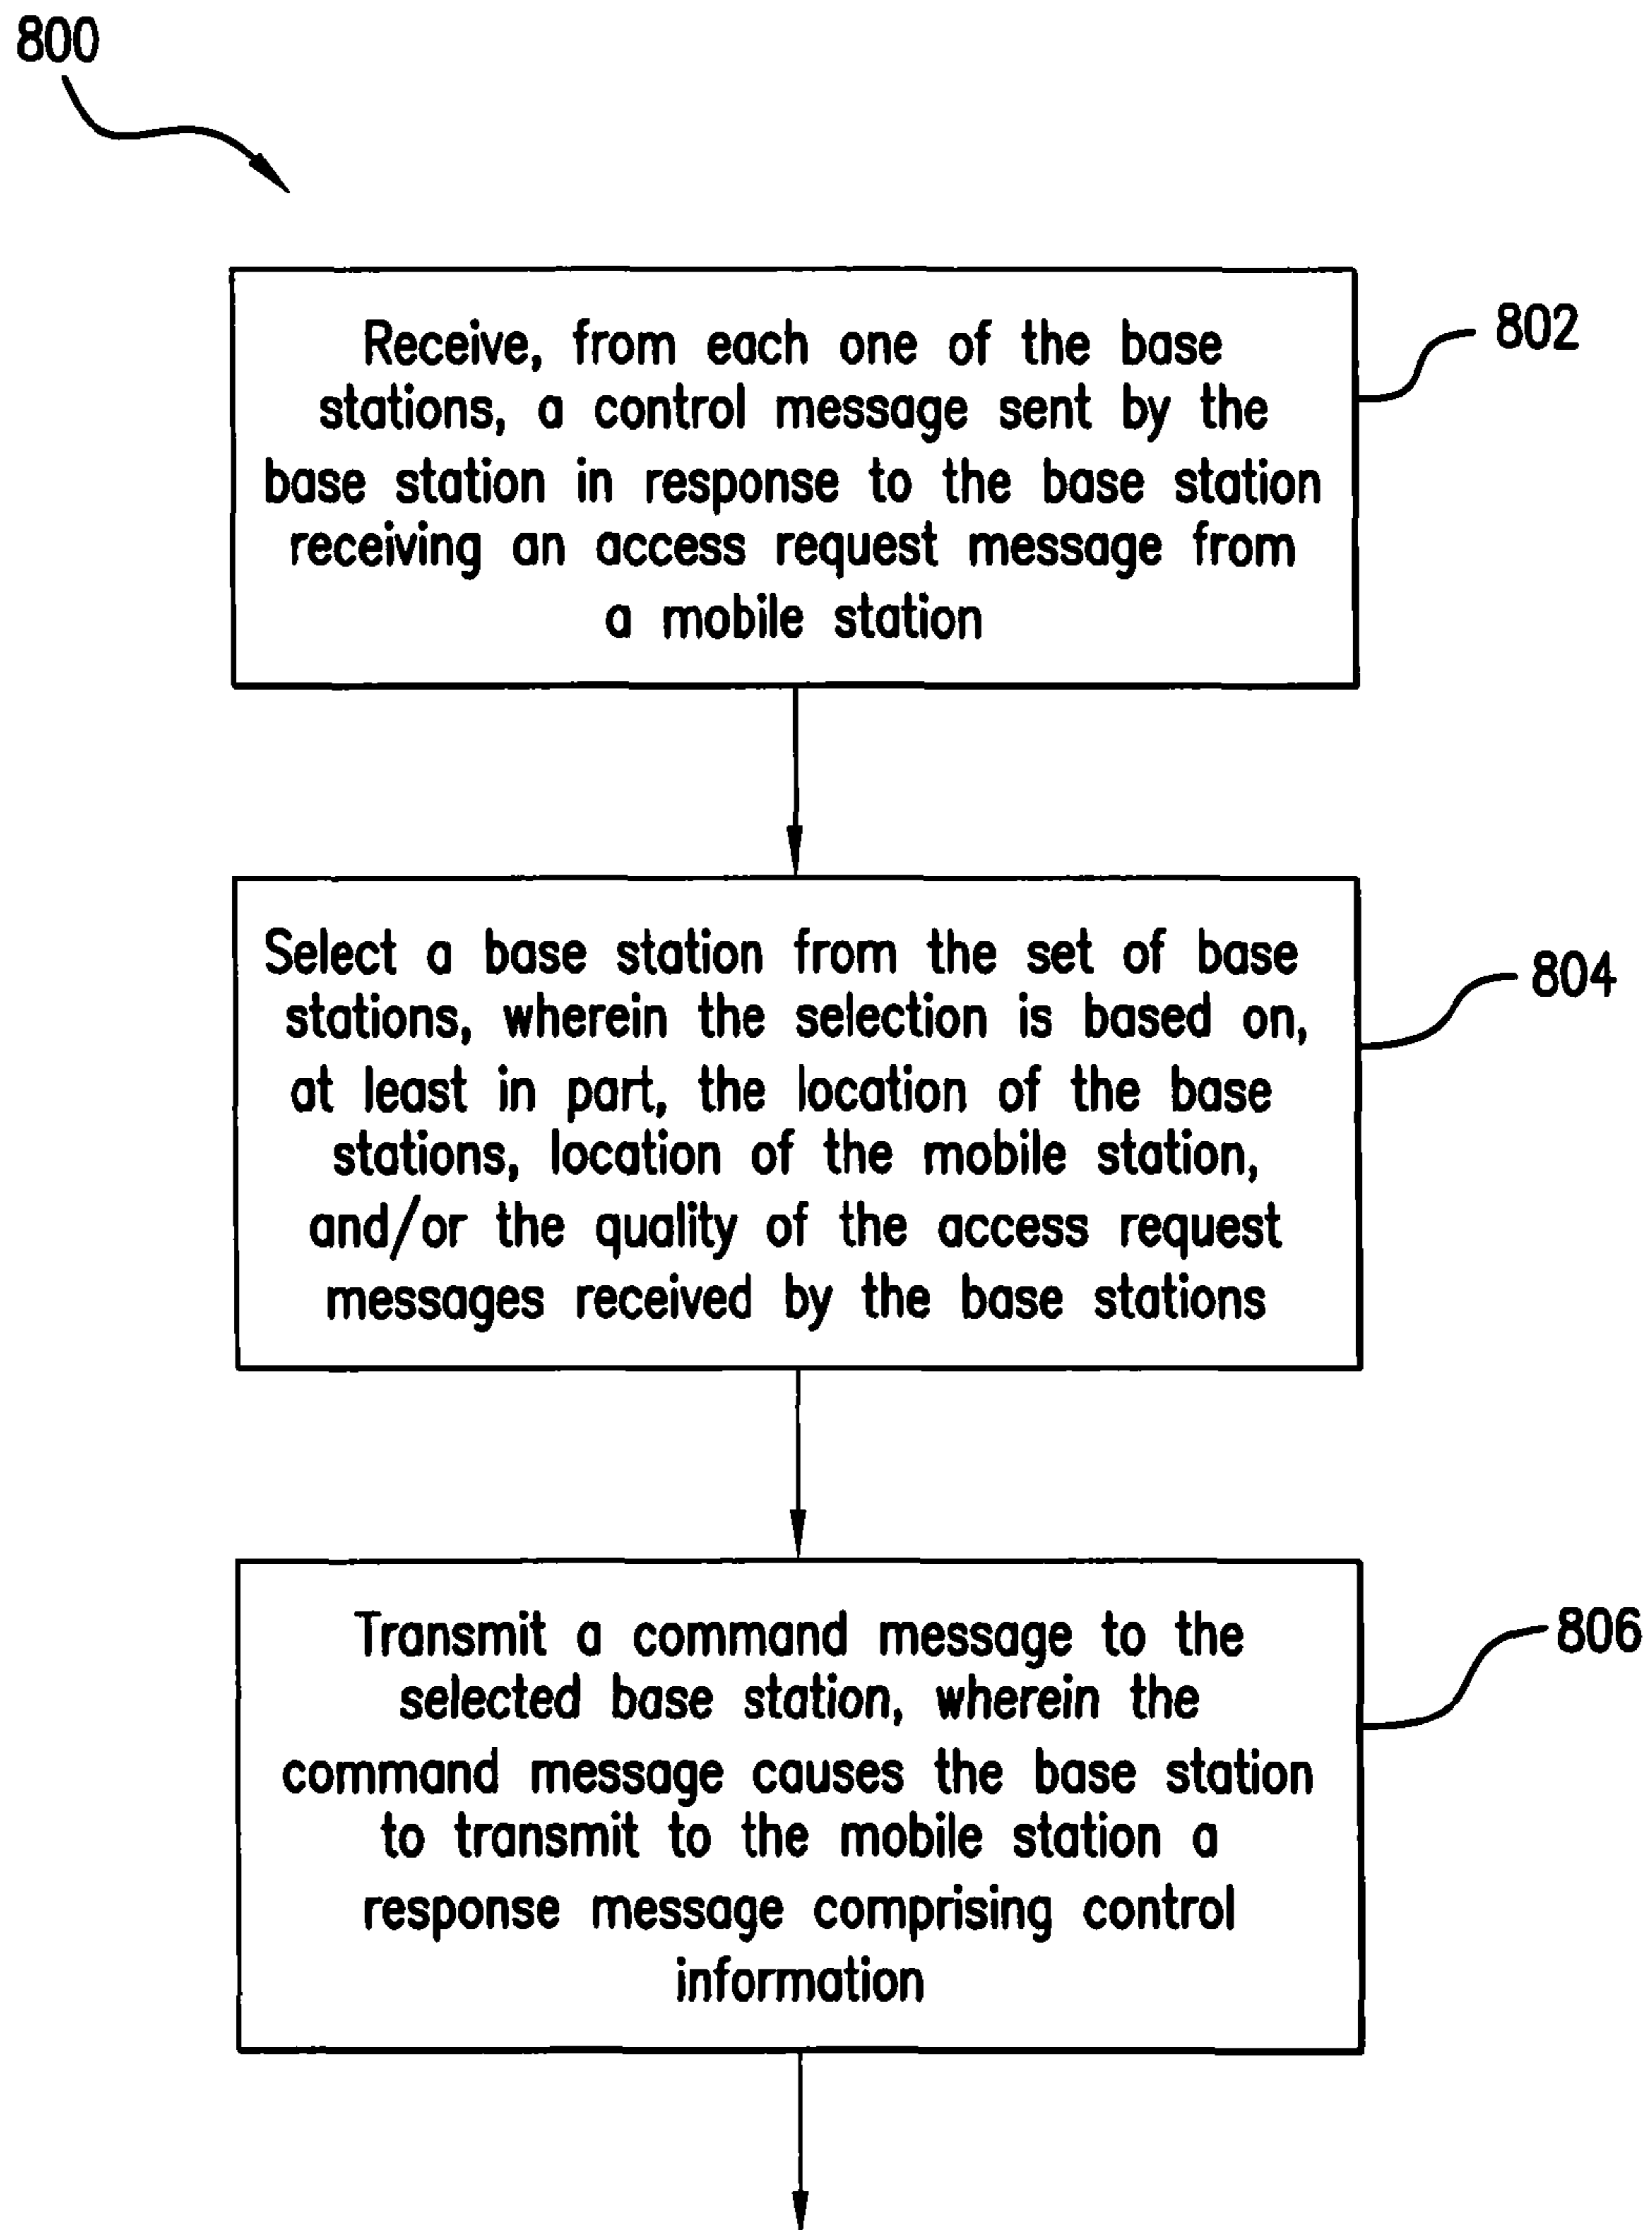 800
Receive, from each one of the base
stations, a control message sent by the
base station in response to the base station
receiving an access request message from
a mobile station
802
Select a base station from the set of base
stations, wherein the selection is based on,
at least in part, the location of the base
stations, location of the mobile station,
and/or the quality of the access request
messages received by the base stations
804
Transmit a command message to the
selected base station, wherein the
command message causes the base station
to transmit to the mobile station a
response message comprising control
information
806